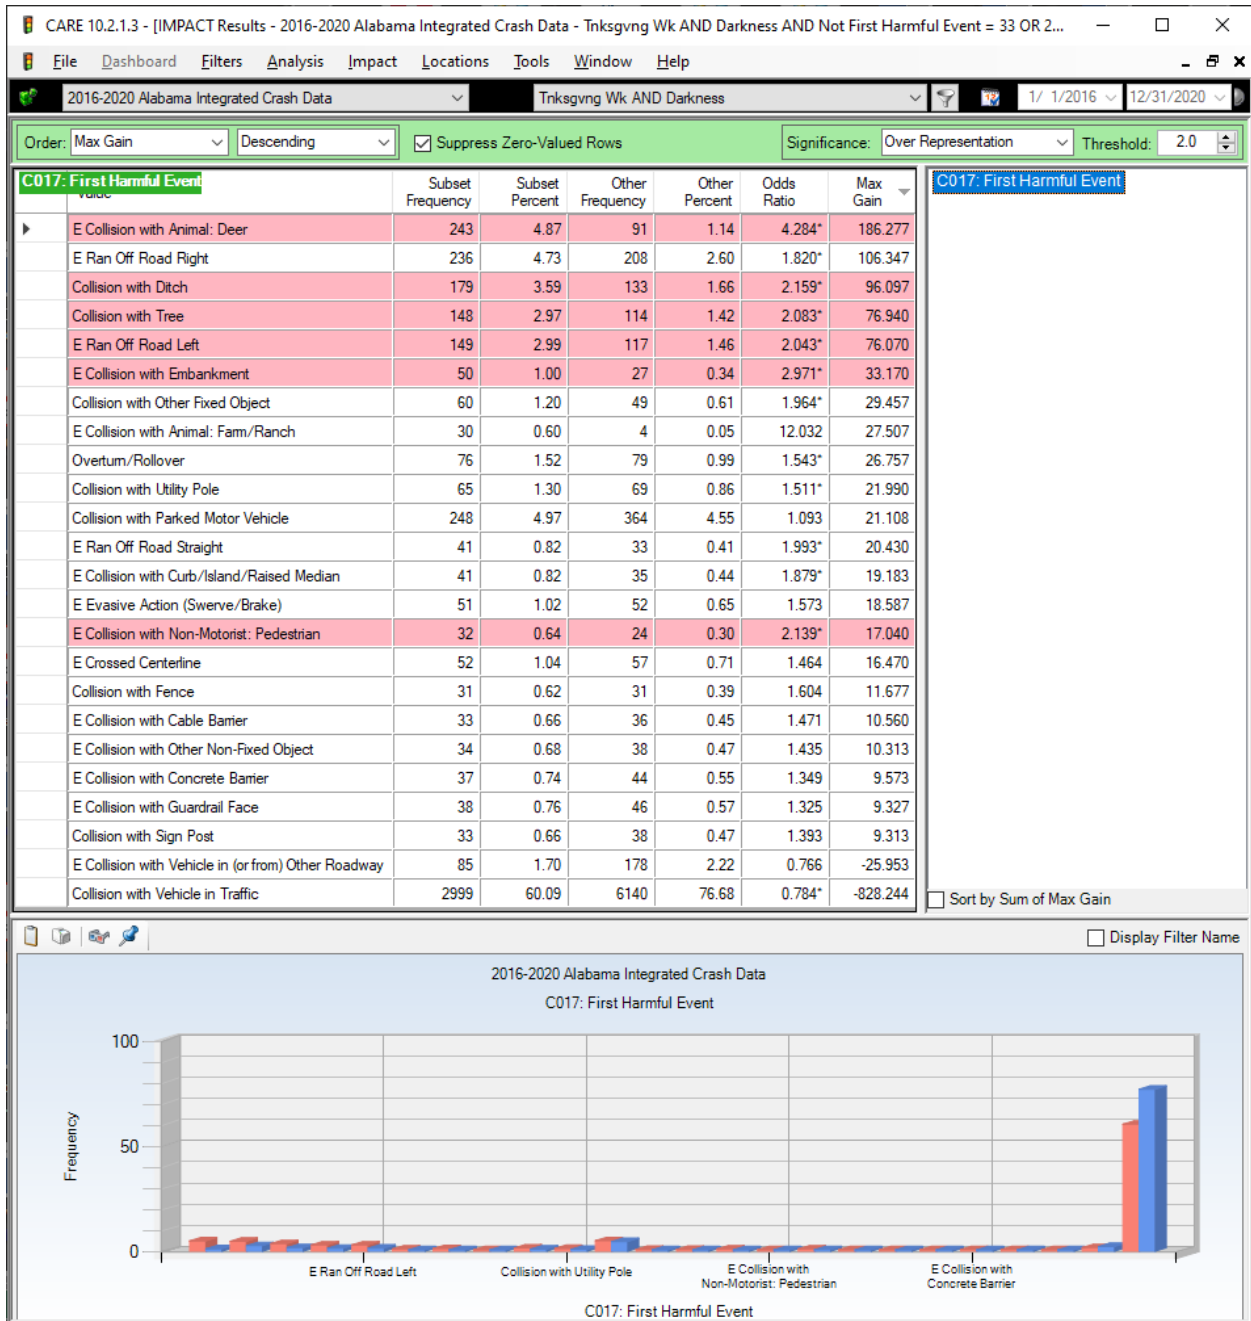 CARE 10.2.1.3 - [IMPACT Results - 2016-2020 Alabama Integrated Crash Data - Tnksgvng Wk AND Darkness AND Not First Harmful Event = 33 OR 2...
File Dashboard Filters Analysis Impact Locations Tools Window Help
2016-2020 Alabama Integrated Crash Data Tnksgvng Wk AND Darkness 1/ 1/2016 12/31/2020
Order: Max Gain Descending Suppress Zero-Valued Rows Significance: Over Representation Threshold: 2.0
C017: First Harmful Event Subset Frequency Subset Percent Other Frequency Other Percent Odds Ratio Max Gain C017: First Harmful Event
E Collision with Animal: Deer 243 4.87 91 1.14 4.284* 186.277
E Ran Off Road Right 236 4.73 208 2.60 1.820* 106.347
Collision with Ditch 179 3.59 133 1.66 2.159* 96.097
Collision with Tree 148 2.97 114 1.42 2.083* 76.940
E Ran Off Road Left 149 2.99 117 1.46 2.043* 76.070
E Collision with Embankment 50 1.00 27 0.34 2.971* 33.170
Collision with Other Fixed Object 60 1.20 49 0.61 1.964* 29.457
E Collision with Animal: Farm/Ranch 30 0.60 4 0.05 12.032 27.507
Overturn/Rollover 76 1.52 79 0.99 1.543* 26.757
Collision with Utility Pole 65 1.30 69 0.86 1.511* 21.990
Collision with Parked Motor Vehicle 248 4.97 364 4.55 1.093 21.108
E Ran Off Road Straight 41 0.82 33 0.41 1.993* 20.430
E Collision with Curb/Island/Raised Median 41 0.82 35 0.44 1.879* 19.183
E Evasive Action (Swerve/Brake) 51 1.02 52 0.65 1.573 18.587
E Collision with Non-Motorist: Pedestrian 32 0.64 24 0.30 2.139* 17.040
E Crossed Centerline 52 1.04 57 0.71 1.464 16.470
Collision with Fence 31 0.62 31 0.39 1.604 11.677
E Collision with Cable Barrier 33 0.66 36 0.45 1.471 10.560
E Collision with Other Non-Fixed Object 34 0.68 38 0.47 1.435 10.313
E Collision with Concrete Barrier 37 0.74 44 0.55 1.349 9.573
E Collision with Guardrail Face 38 0.76 46 0.57 1.325 9.327
Collision with Sign Post 33 0.66 38 0.47 1.393 9.313
E Collision with Vehicle in (or from) Other Roadway 85 1.70 178 2.22 0.766 -25.953
Collision with Vehicle in Traffic 2999 60.09 6140 76.68 0.784* -828.244
Sort by Sum of Max Gain
Display Filter Name
2016-2020 Alabama Integrated Crash Data
C017: First Harmful Event
100
50
0
Frequency
E Ran Off Road Left
Collision with Utility Pole
E Collision with
Non-Motorist: Pedestrian
E Collision with
Concrete Barrier
C017: First Harmful Event